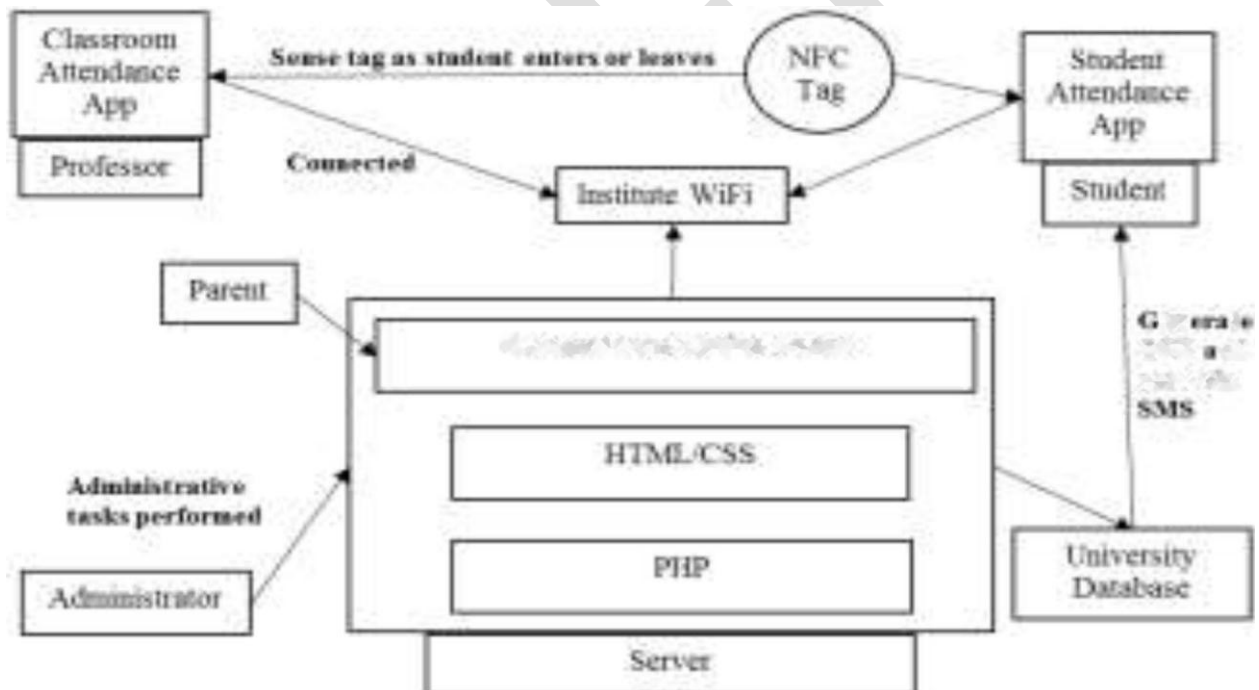 Classroom
Attendance
App
Professor
Sense tag as student enters or leaves
NFC
Tag
Student
Attendance
App
Student
Connected
Institute WiFi
Parent
HTML/CSS
PHP
Server
Administrative
tasks performed
Administrator
SMS
University
Database